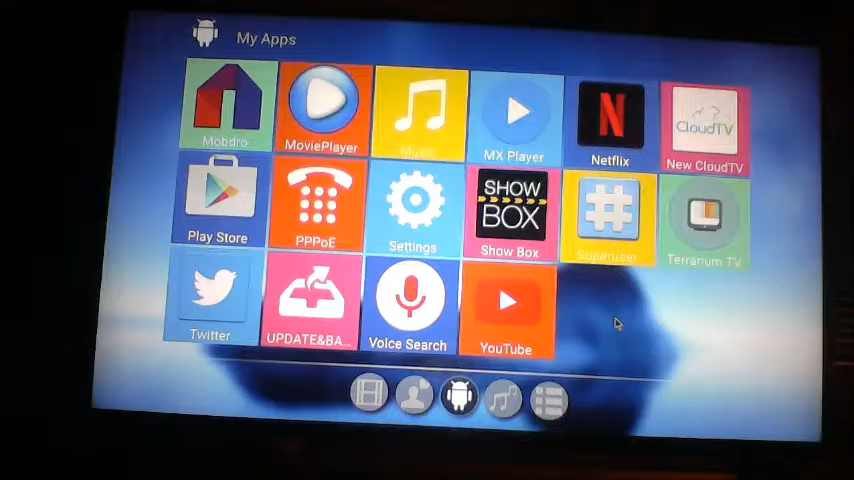 My Apps
Mobdro
MoviePlayer
Music
MX Player
N
Netflix
CloudTV
New CloudTV
Play Store
PPPoE
Settings
SHOW
BOX
Show Box
Superuser
Terrarium TV
Twitter
UPDATE&BA...
Voice Search
YouTube